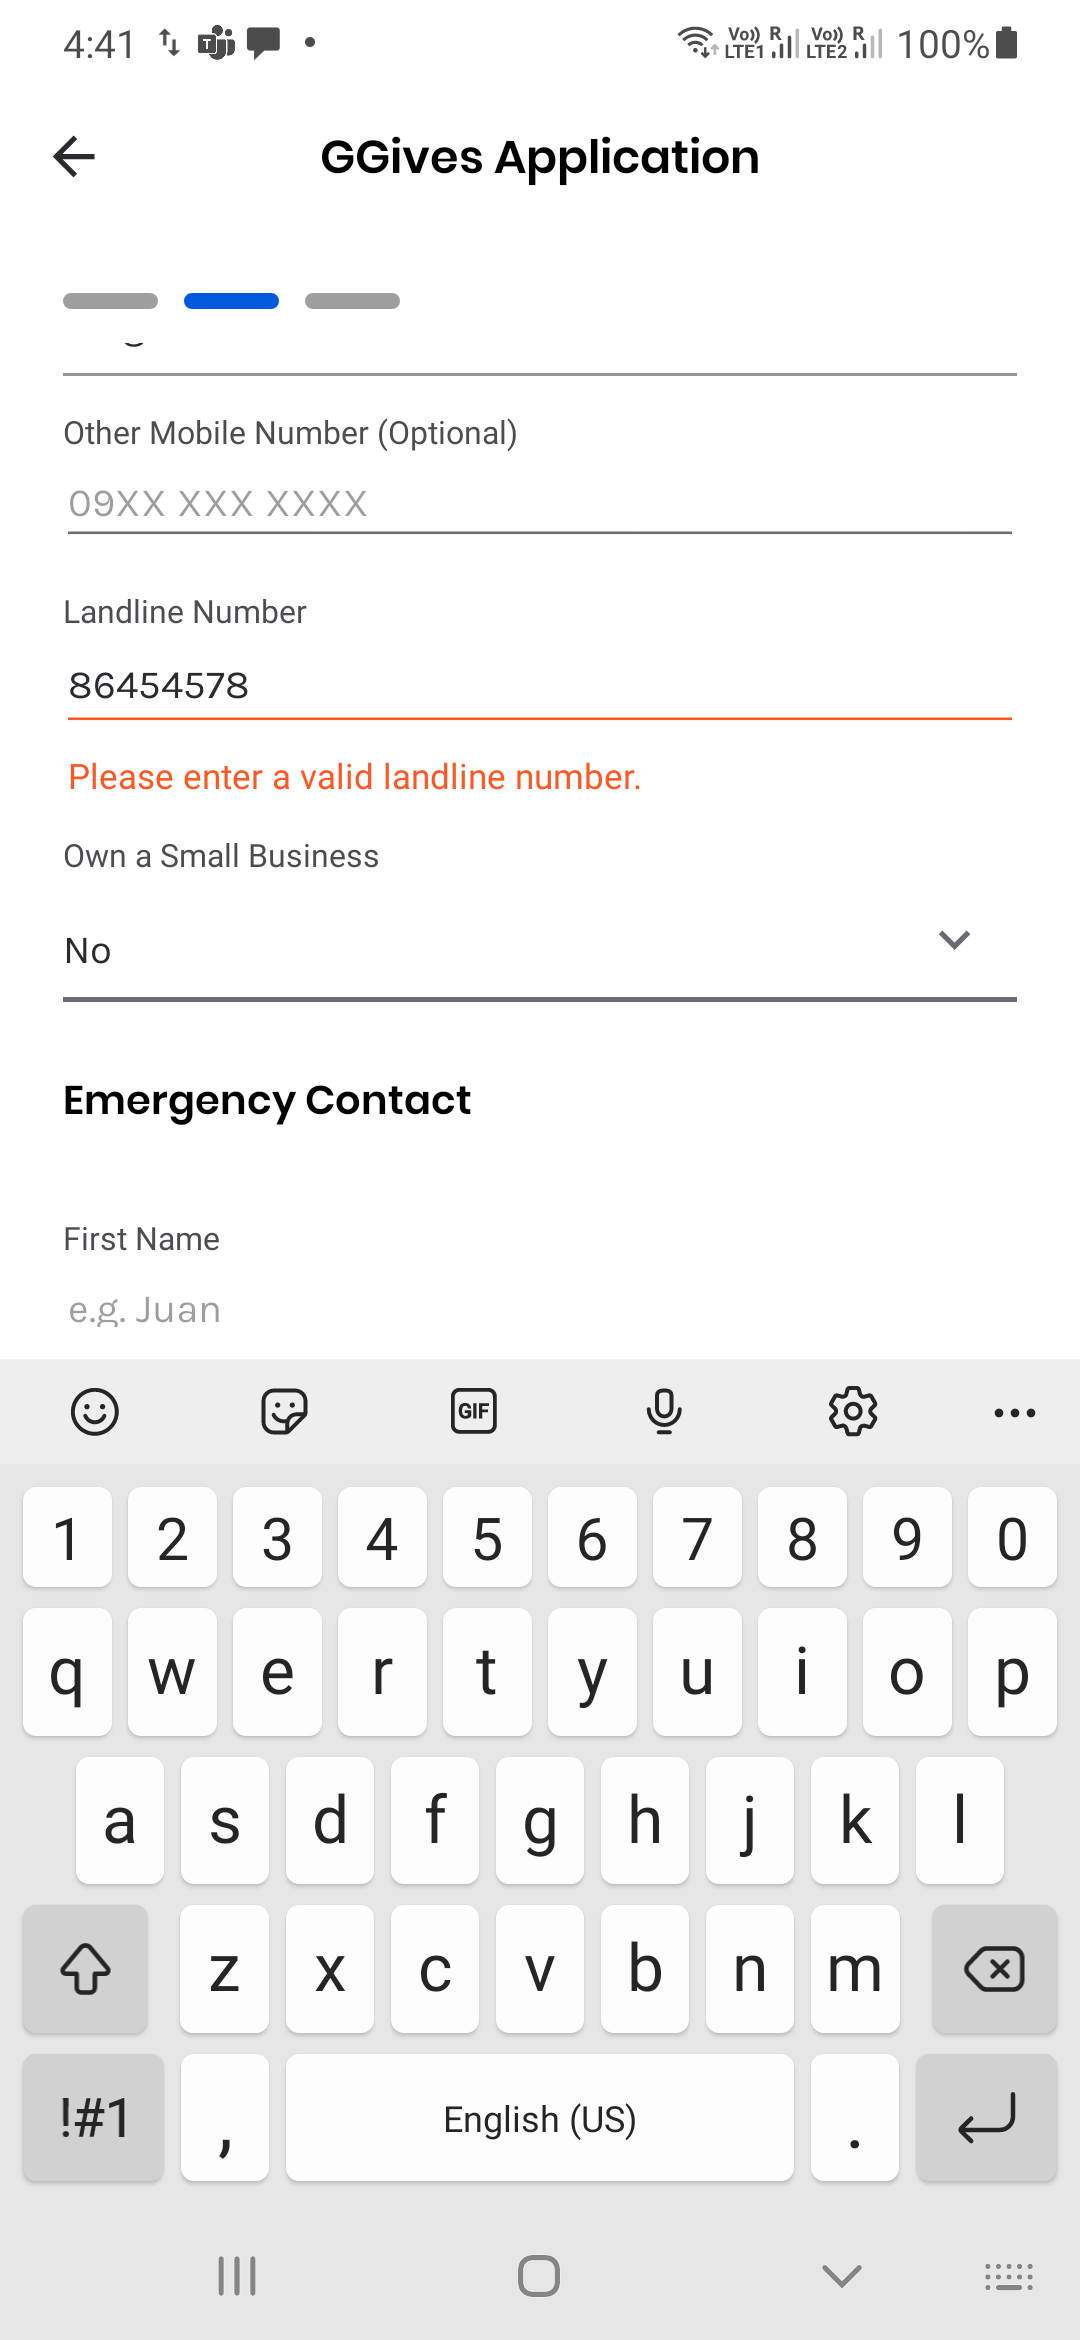 4:41
Vo)) R Vo)) R 100%
LTE1 LTE2
GGives Application
Other Mobile Number (Optional)
09XX XXX XXXX
Landline Number
86454578
Please enter a valid landline number.
Own a Small Business
No
Emergency Contact
First Name
e.g. Juan
GIF
1 2 3 4 5 6 7 8 9 0
q w e r t y u i o p
a s d f g h j k l
z x c v b n m
!#1 , English (US) .